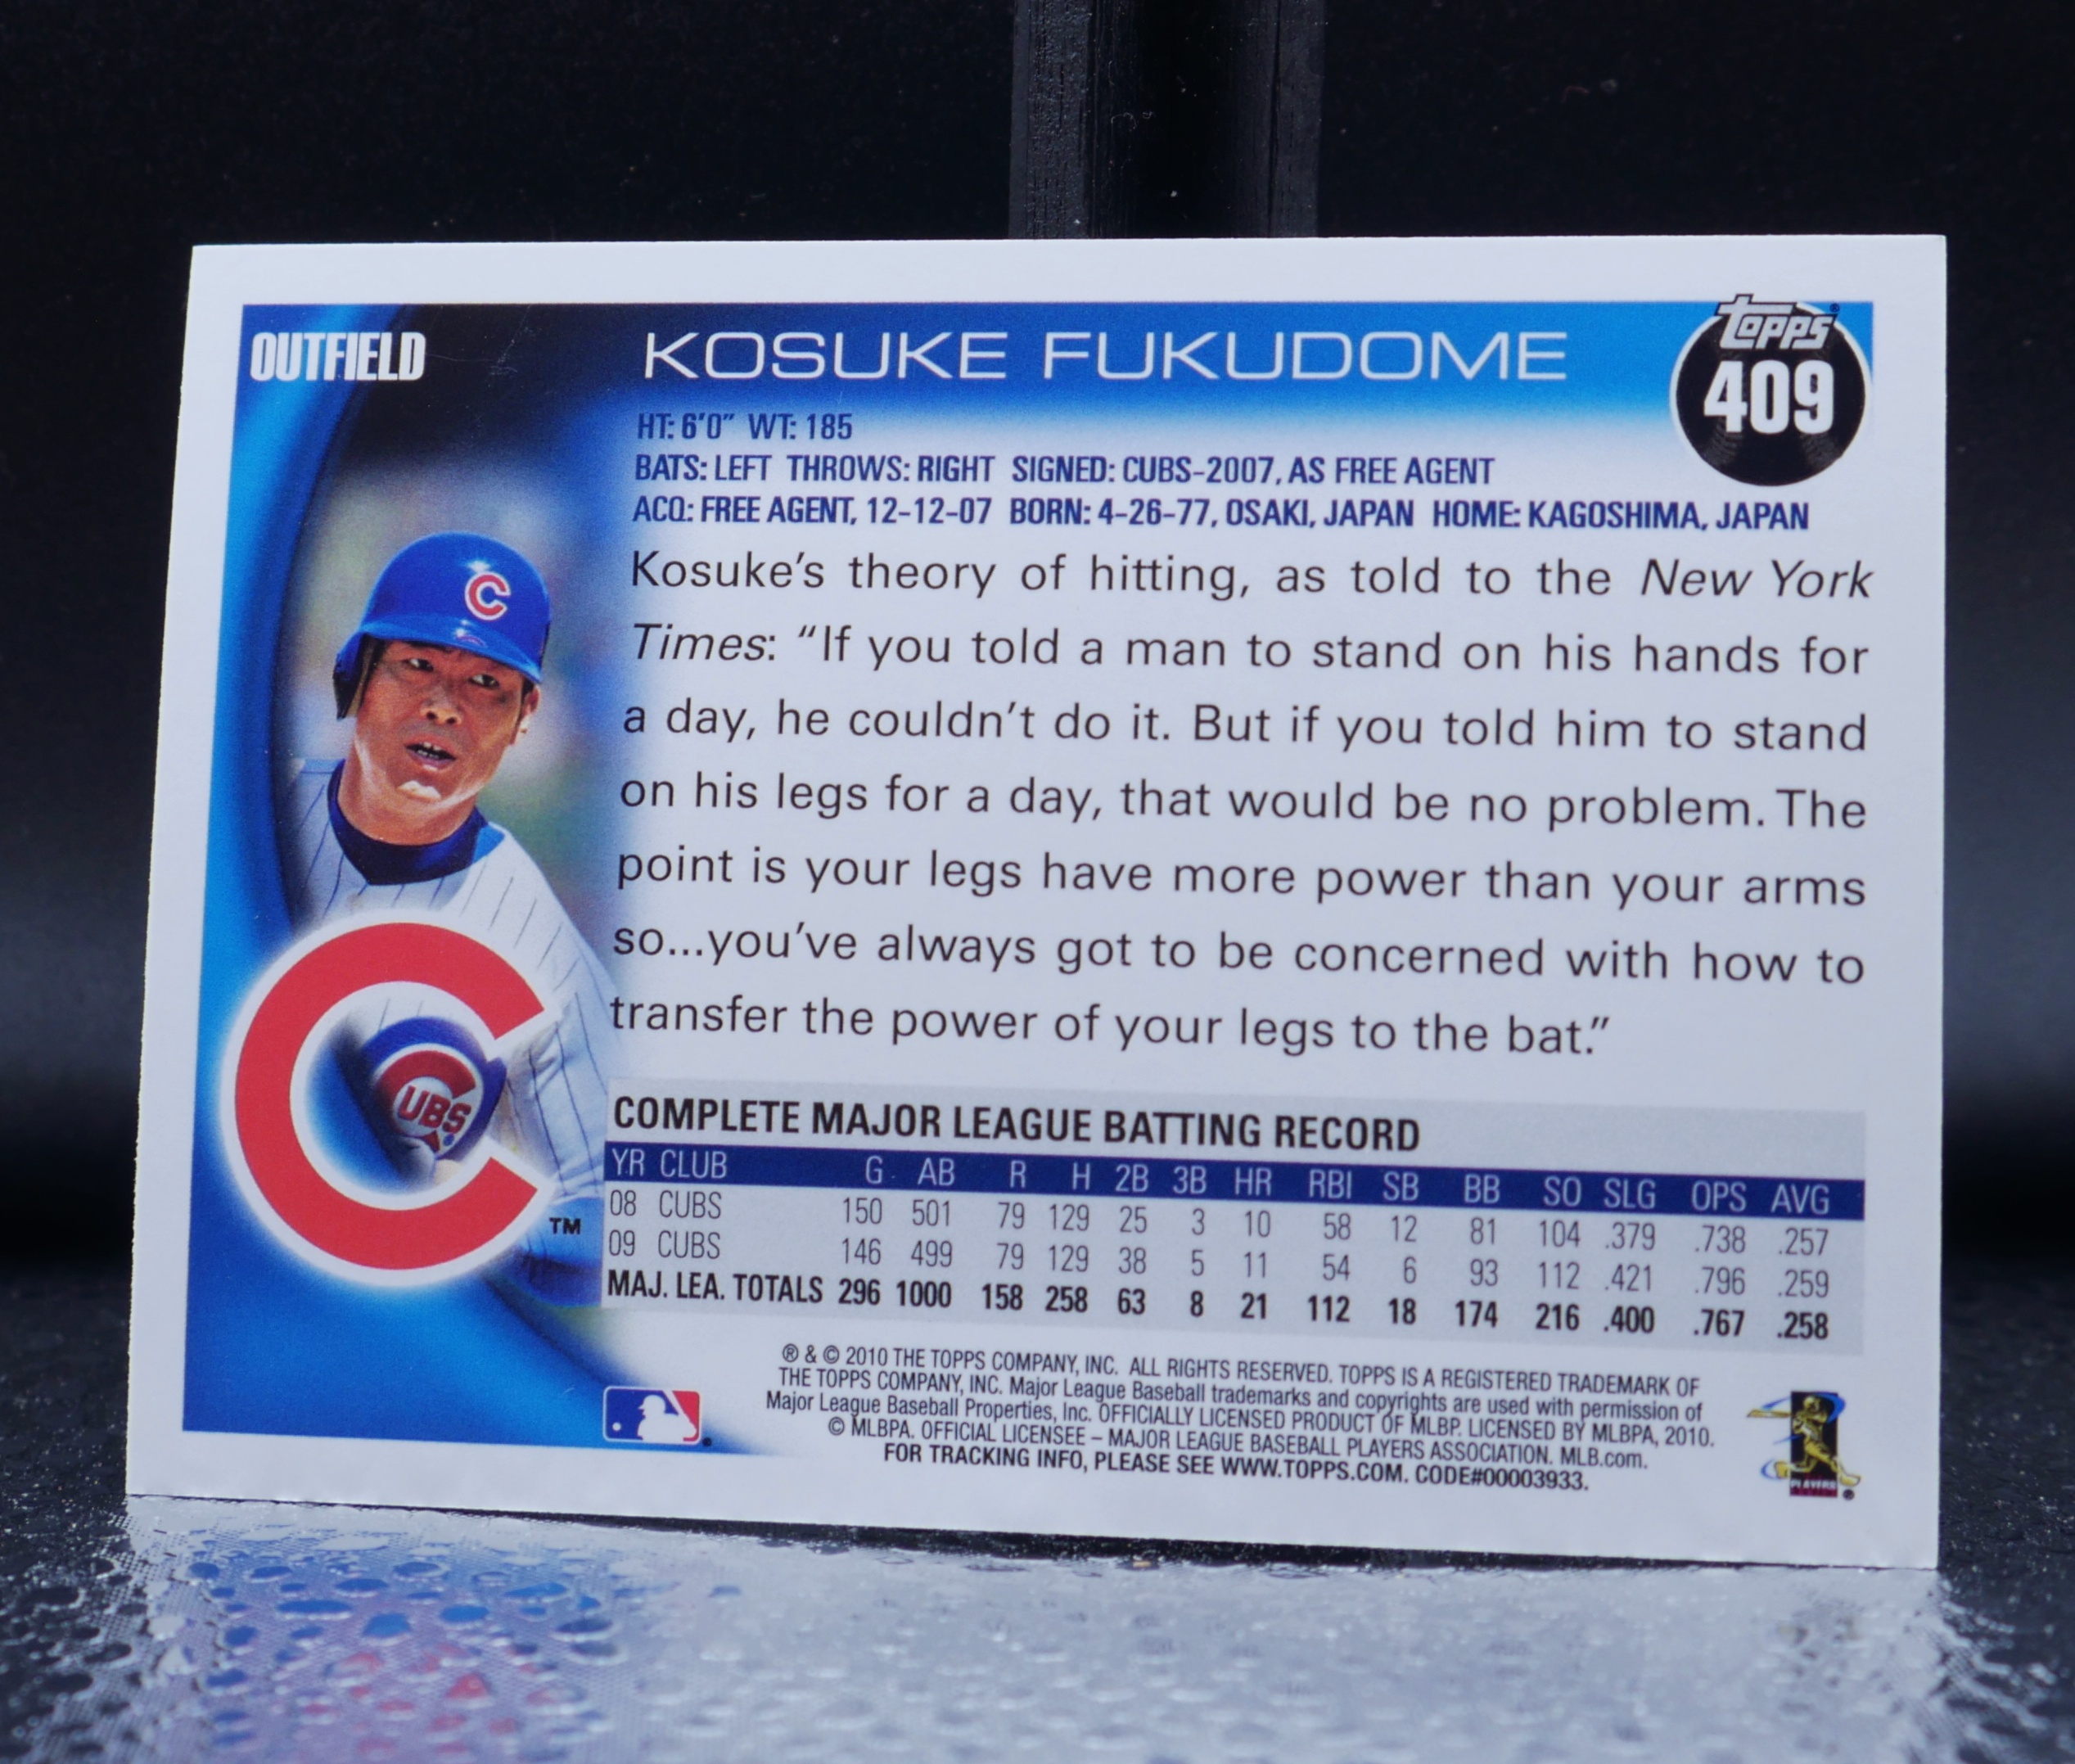 OUTFIELD
KOSUKE FUKUDOME
topps
409
HT: 6'0" WT: 185
BATS: LEFT THROWS: RIGHT SIGNED: CUBS-2007, AS FREE AGENT
ACQ: FREE AGENT, 12-12-07 BORN: 4-26-77, OSAKI, JAPAN HOME: KAGOSHIMA, JAPAN
Kosuke's theory of hitting, as told to the New York
Times: “If you told a man to stand on his hands for
a day, he couldn't do it. But if you told him to stand
on his legs for a day, that would be no problem. The
point is your legs have more power than your arms
so...you've always got to be concerned with how to
transfer the power of your legs to the bat.”
C
C
CUBS
TM
COMPLETE MAJOR LEAGUE BATTING RECORD
YR CLUB G AB R H 2B 3B HR RBI SB BB SO SLG OPS AVG
08 CUBS 150 501 79 129 25 3 10 58 12 81 104 .379 .738 .257
09 CUBS 146 499 79 129 38 5 11 54 6 93 112 .421 .796 .259
MAJ. LEA. TOTALS 296 1000 158 258 63 8 21 112 18 174 216 .400 .767 .258
® & © 2010 THE TOPPS COMPANY, INC. ALL RIGHTS RESERVED. TOPPS IS A REGISTERED TRADEMARK OF
THE TOPPS COMPANY, INC. Major League Baseball trademarks and copyrights are used with permission of
Major League Baseball Properties, Inc. OFFICIALLY LICENSED PRODUCT OF MLBP. LICENSED BY MLBPA, 2010.
© MLBPA. OFFICIAL LICENSEE – MAJOR LEAGUE BASEBALL PLAYERS ASSOCIATION. MLB.com.
FOR TRACKING INFO, PLEASE SEE WWW.TOPPS.COM. CODE#00003933.
PLAYERS